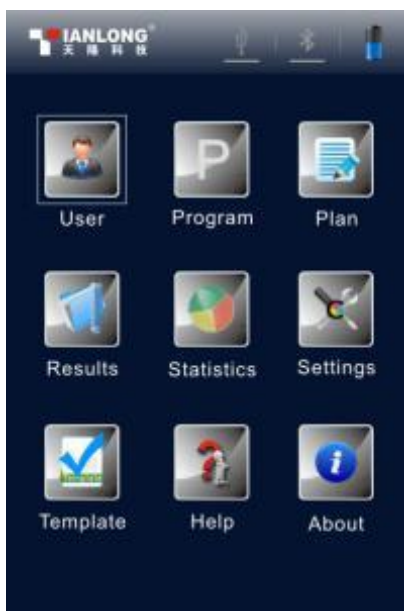 TIANLONG®
天隆科技
User Program Plan
P
Results Statistics Settings
Template Help About